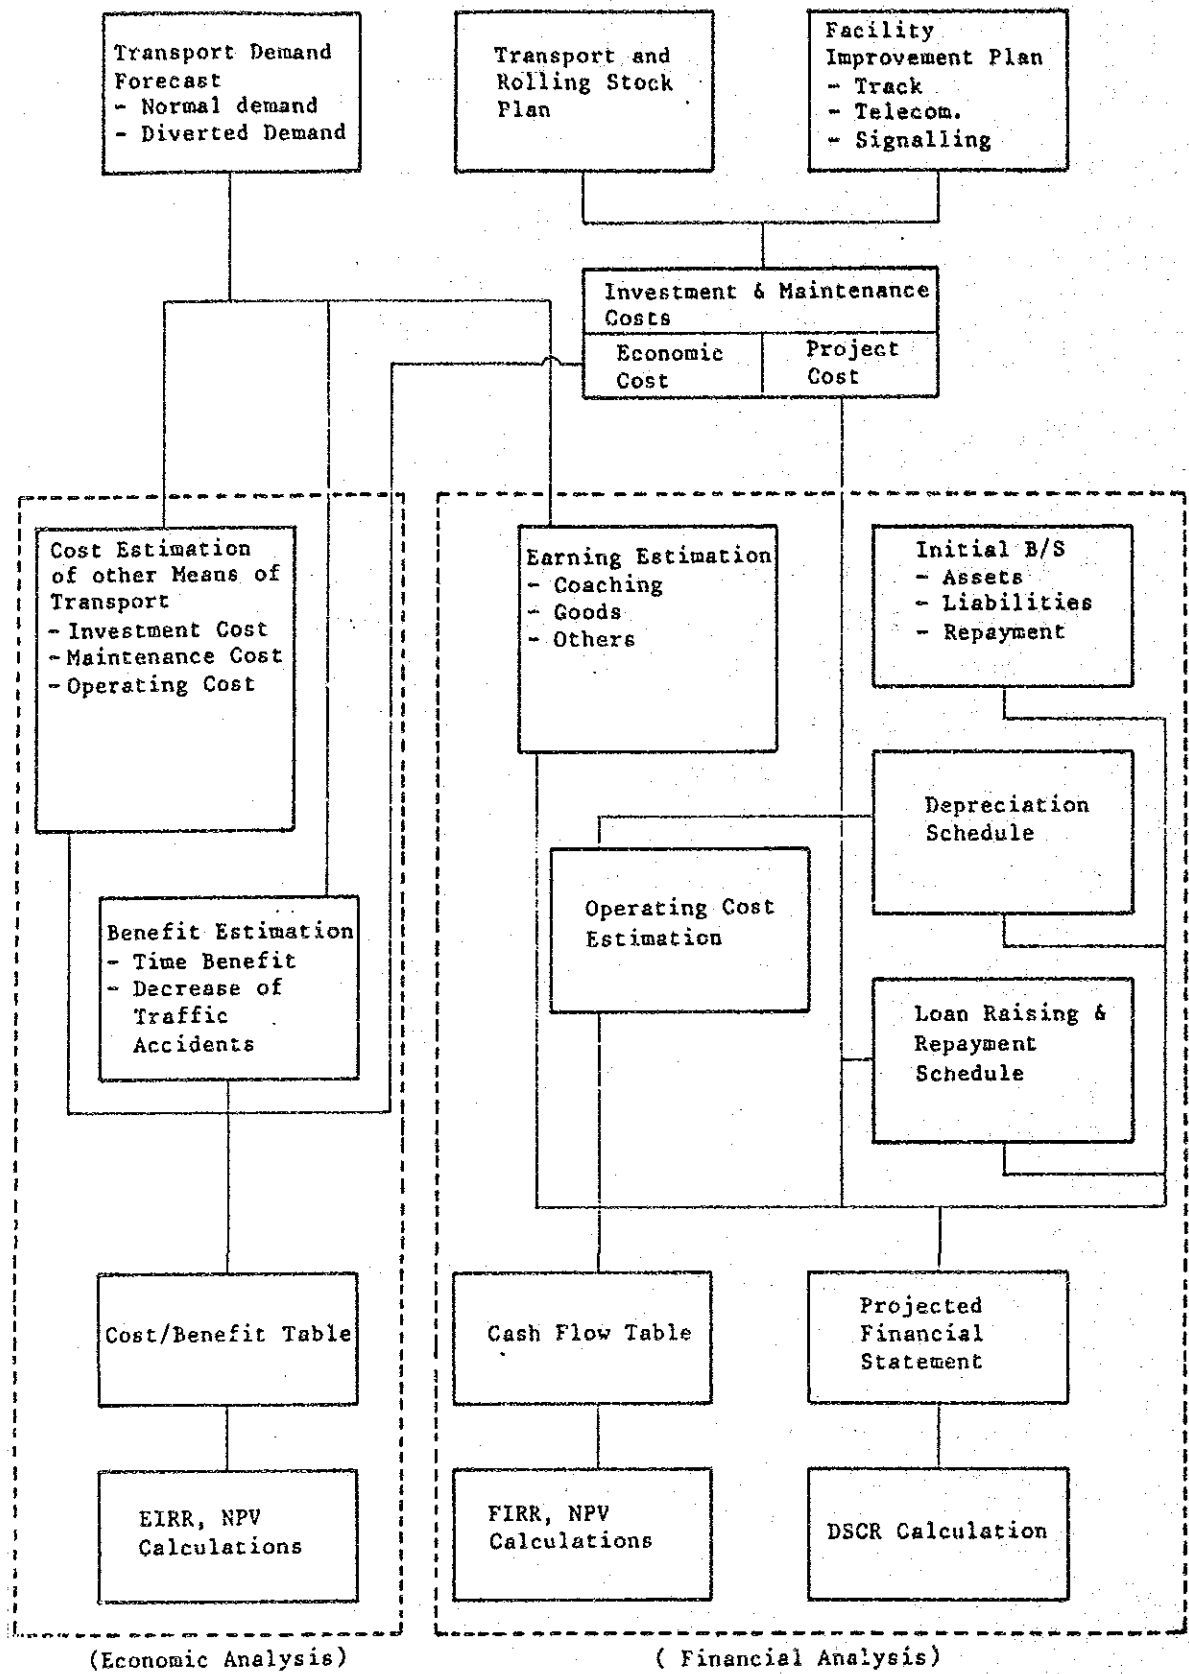 Transport Demand
Forecast
- Normal demand
- Diverted Demand
Transport and
Rolling Stock
Plan
Facility
Improvement Plan
- Track
- Telecom.
- Signalling
Investment & Maintenance
Costs
Economic
Cost
Project
Cost
Cost Estimation
of other Means of
Transport
- Investment Cost
- Maintenance Cost
- Operating Cost
Earning Estimation
- Coaching
- Goods
- Others
Initial B/S
- Assets
- Liabilities
- Repayment
Depreciation
Schedule
Operating Cost
Estimation
Benefit Estimation
- Time Benefit
- Decrease of
Traffic
Accidents
Loan Raising &
Repayment
Schedule
Cost/Benefit Table
Cash Flow Table
Projected
Financial
Statement
EIRR, NPV
Calculations
FIRR, NPV
Calculations
DSCR Calculation
(Economic Analysis)
( Financial Analysis)